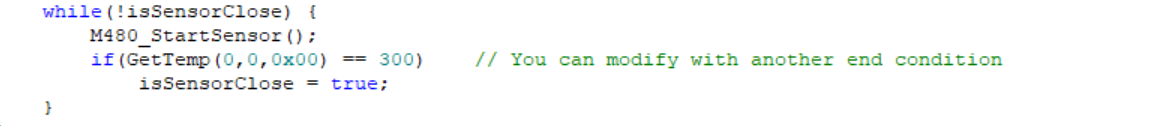 while(!isSensorClose) {
    M480_StartSensor();
    if(GetTemp(0,0,0x00) == 300)    // You can modify with another end condition
        isSensorClose = true;
}